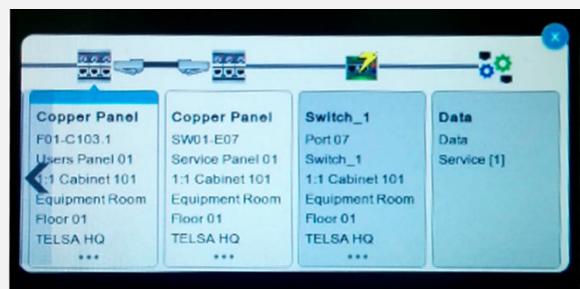 Copper Panel
F01-C103.1
Users Panel 01
1:1 Cabinet 101
Equipment Room
Floor 01
TELSA HQ
...
Copper Panel
SW01-E07
Service Panel 01
1:1 Cabinet 101
Equipment Room
Floor 01
TELSA HQ
...
Switch_1
Port 07
Switch_1
1:1 Cabinet 101
Equipment Room
Floor 01
TELSA HQ
...
Data
Data
Service [1]
x